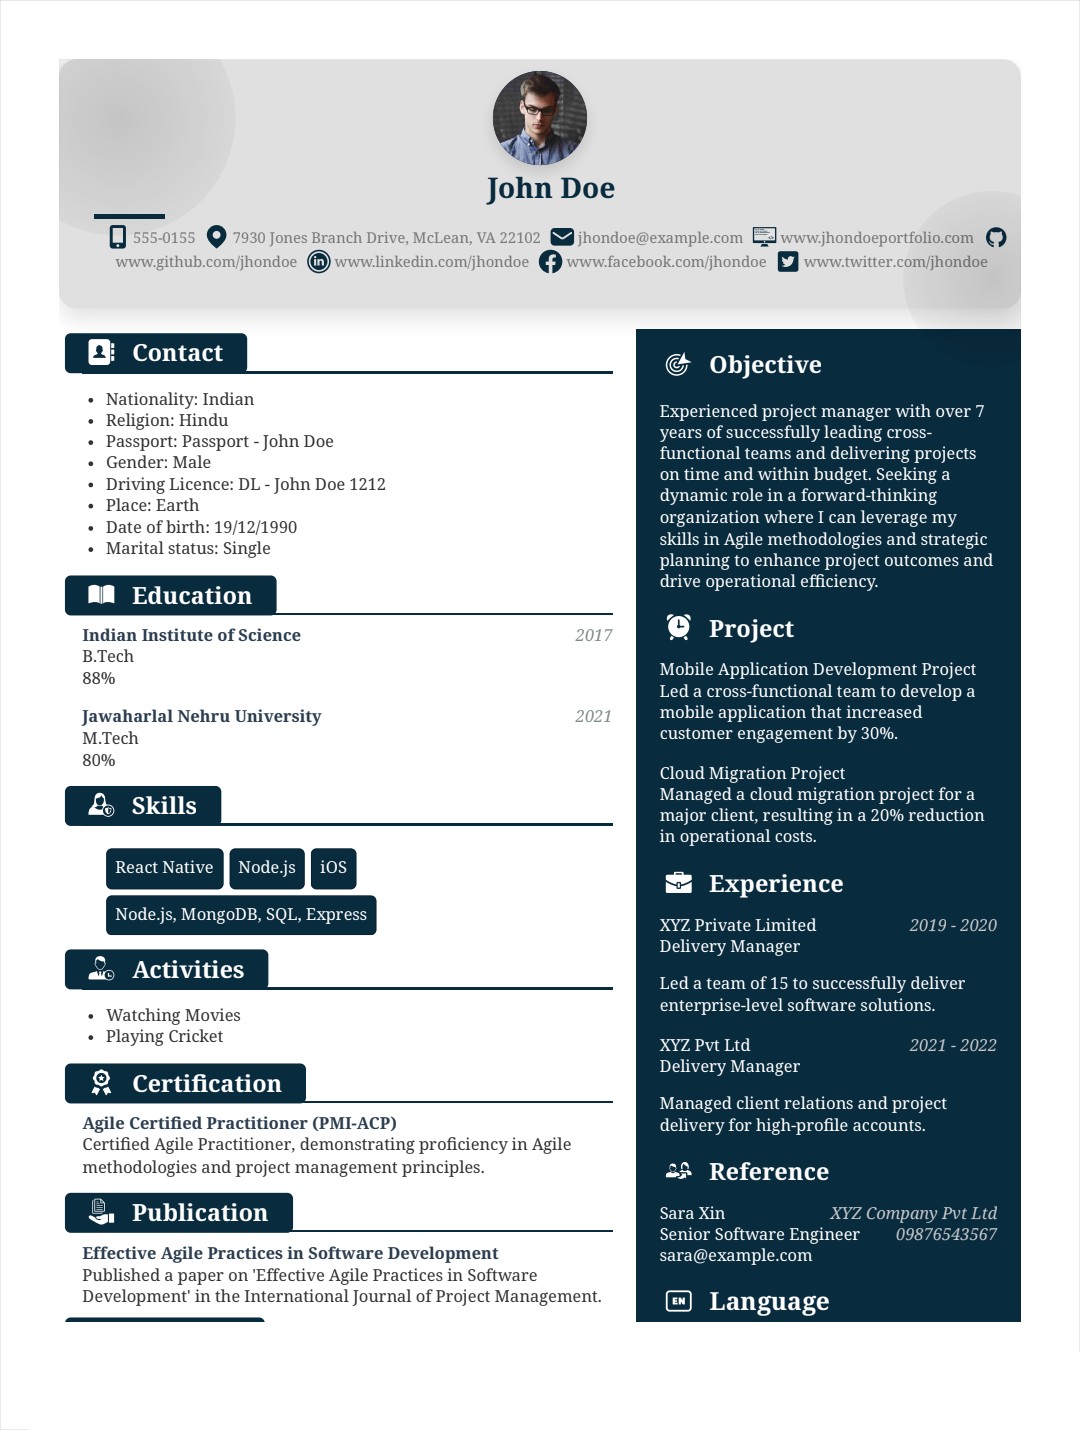 John Doe
555-0155 7930 Jones Branch Drive, McLean, VA 22102 jhondoe@example.com www.jhondoeportfolio.com
www.github.com/jhondoe www.linkedin.com/jhondoe www.facebook.com/jhondoe www.twitter.com/jhondoe
Contact
• Nationality: Indian
• Religion: Hindu
• Passport: Passport - John Doe
• Gender: Male
• Driving Licence: DL - John Doe 1212
• Place: Earth
• Date of birth: 19/12/1990
• Marital status: Single
Education
Indian Institute of Science 2017
B.Tech
88%
Jawaharlal Nehru University 2021
M.Tech
80%
Skills
React Native Node.js iOS
Node.js, MongoDB, SQL, Express
Activities
• Watching Movies
• Playing Cricket
Certification
Agile Certified Practitioner (PMI-ACP)
Certified Agile Practitioner, demonstrating proficiency in Agile
methodologies and project management principles.
Publication
Effective Agile Practices in Software Development
Published a paper on 'Effective Agile Practices in Software
Development' in the International Journal of Project Management.
Objective
Experienced project manager with over 7
years of successfully leading cross-
functional teams and delivering projects
on time and within budget. Seeking a
dynamic role in a forward-thinking
organization where I can leverage my
skills in Agile methodologies and strategic
planning to enhance project outcomes and
drive operational efficiency.
Project
Mobile Application Development Project
Led a cross-functional team to develop a
mobile application that increased
customer engagement by 30%.
Cloud Migration Project
Managed a cloud migration project for a
major client, resulting in a 20% reduction
in operational costs.
Experience
XYZ Private Limited 2019 - 2020
Delivery Manager
Led a team of 15 to successfully deliver
enterprise-level software solutions.
XYZ Pvt Ltd 2021 - 2022
Delivery Manager
Managed client relations and project
delivery for high-profile accounts.
Reference
Sara Xin XYZ Company Pvt Ltd
Senior Software Engineer 09876543567
sara@example.com
EN Language